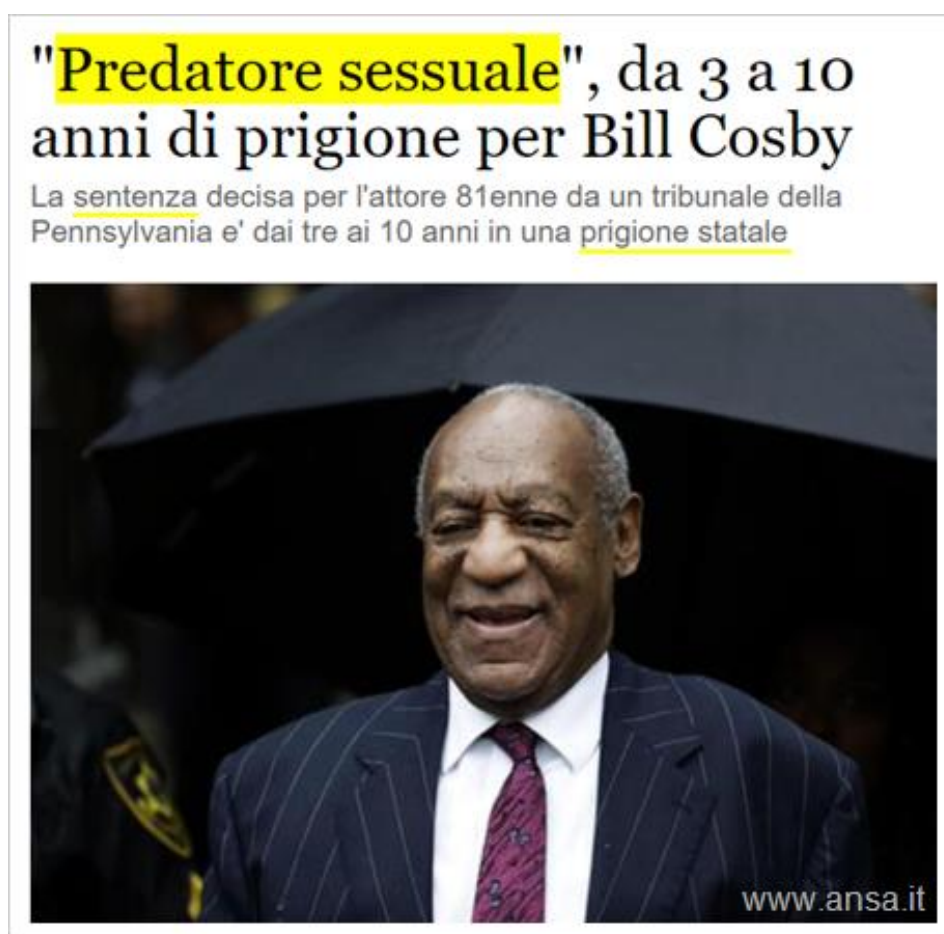 "Predatore sessuale", da 3 a 10
anni di prigione per Bill Cosby
La sentenza decisa per l'attore 81enne da un tribunale della
Pennsylvania e' dai tre ai 10 anni in una prigione statale
www.ansa.it